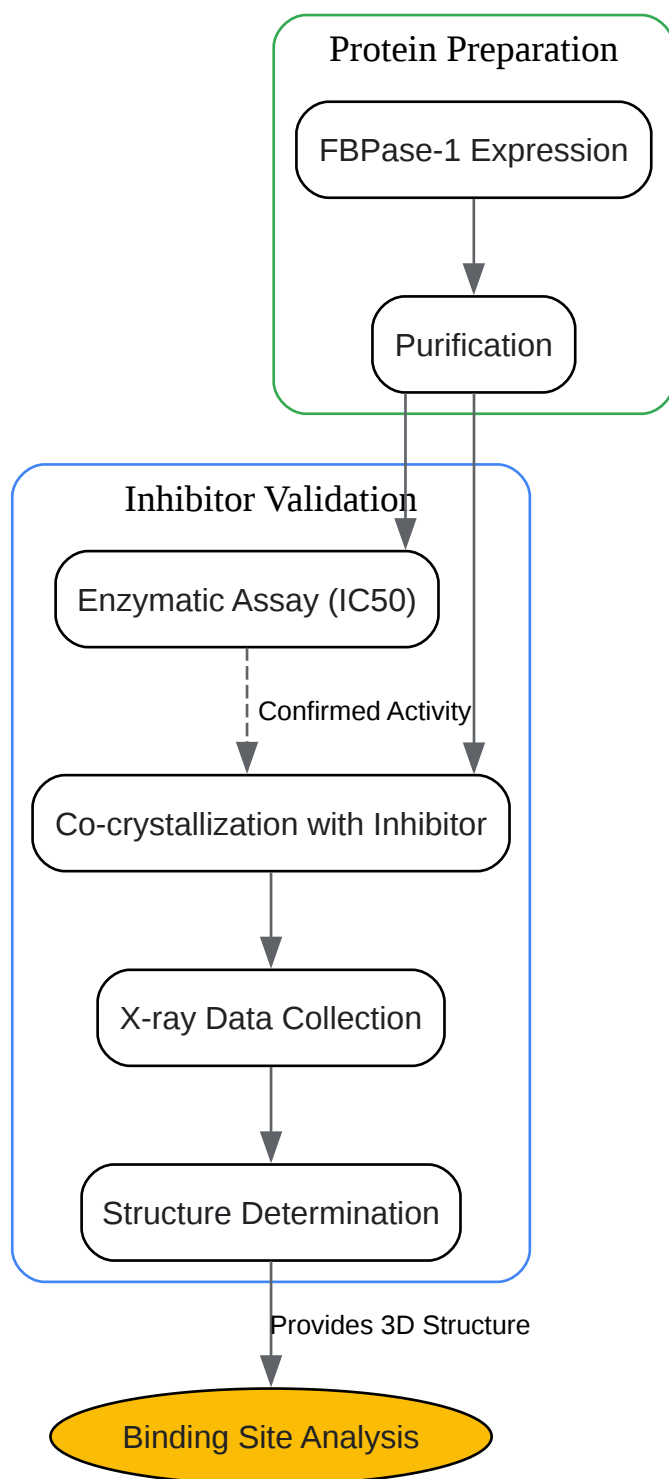 Protein Preparation
FBPase-1 Expression
Purification
Inhibitor Validation
Enzymatic Assay (IC50)
Confirmed Activity
Co-crystallization with Inhibitor
X-ray Data Collection
Structure Determination
Provides 3D Structure
Binding Site Analysis